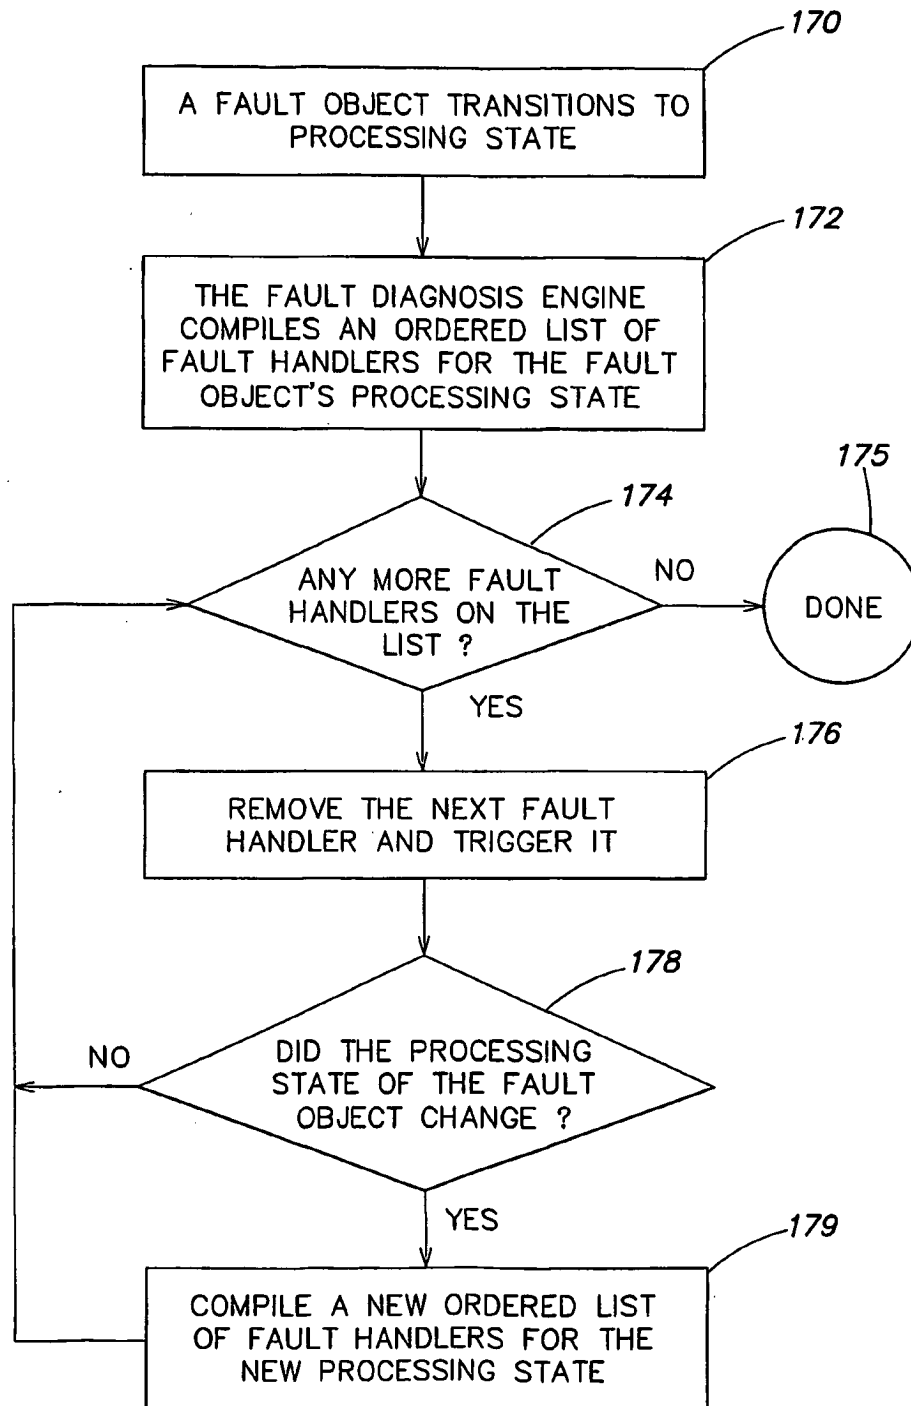 170
A FAULT OBJECT TRANSITIONS TO
PROCESSING STATE
172
THE FAULT DIAGNOSIS ENGINE
COMPILES AN ORDERED LIST OF
FAULT HANDLERS FOR THE FAULT
OBJECT'S PROCESSING STATE
175
174
ANY MORE FAULT
HANDLERS ON THE
LIST ?
NO
DONE
YES
176
REMOVE THE NEXT FAULT
HANDLER AND TRIGGER IT
178
DID THE PROCESSING
STATE OF THE FAULT
OBJECT CHANGE ?
NO
YES
179
COMPILE A NEW ORDERED LIST
OF FAULT HANDLERS FOR THE
NEW PROCESSING STATE